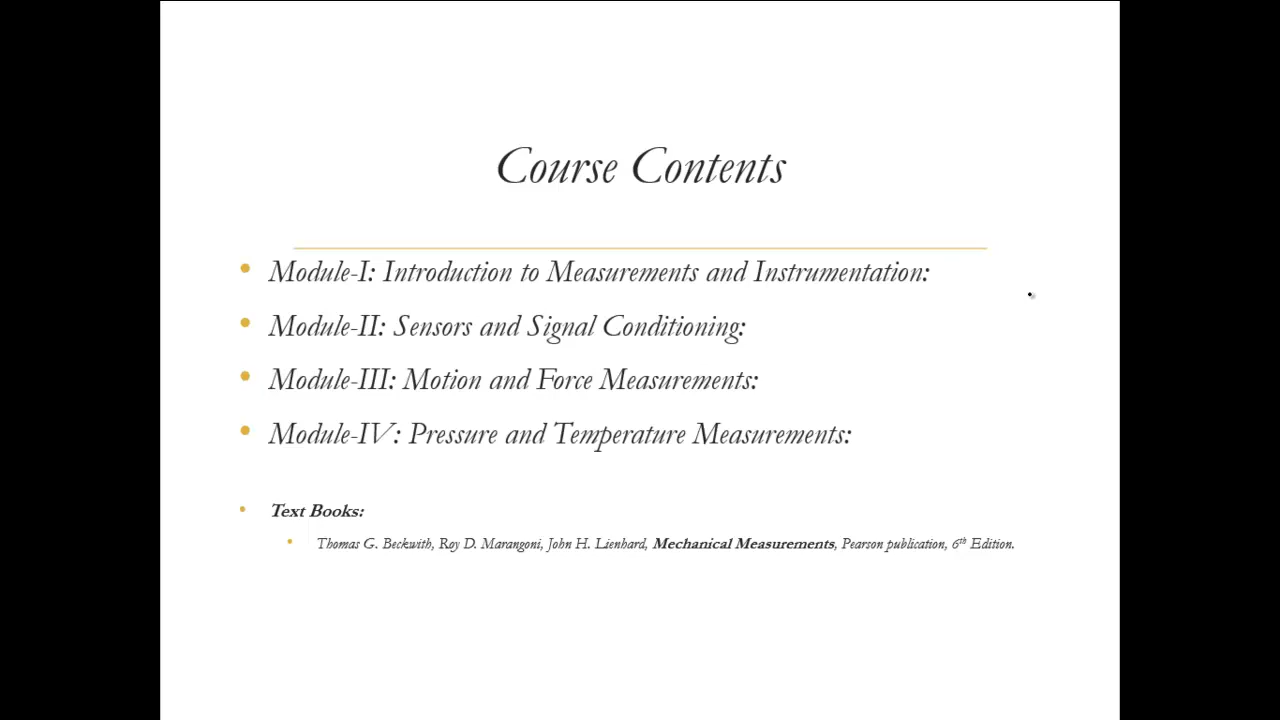 Course Contents
Module-I: Introduction to Measurements and Instrumentation:
Module-II: Sensors and Signal Conditioning:
Module-III: Motion and Force Measurements:
Module-IV: Pressure and Temperature Measurements:
Text Books:
Thomas G. Beckwith, Roy D. Marangoni, John H. Lienhard, Mechanical Measurements, Pearson publication, 6th Edition.